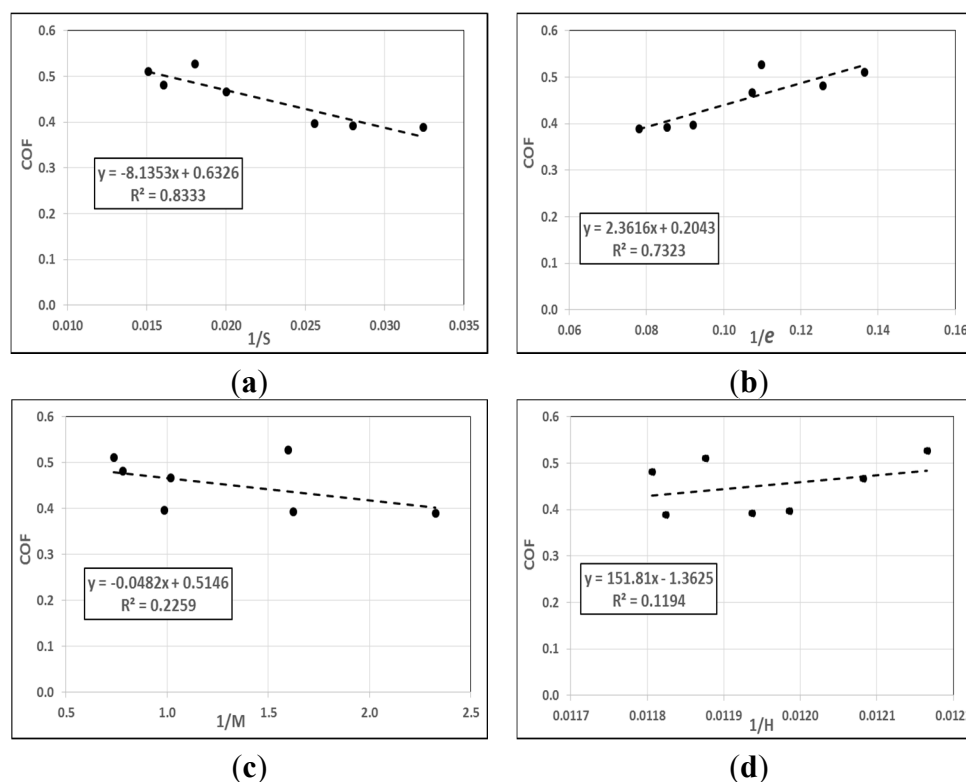 0.6
0.5
0.4
0.3
0.2
0.1
0.0
COF
y = -8.1353x + 0.6326
R² = 0.8333
0.010 0.015 0.020 0.025 0.030 0.035
1/S
(a)
0.6
0.5
0.4
0.3
0.2
0.1
0.0
COF
y = 2.3616x + 0.2043
R² = 0.7323
0.06 0.08 0.10 0.12 0.14 0.16
1/e
(b)
0.6
0.5
0.4
0.3
0.2
0.1
0.0
COF
y = -0.0482x + 0.5146
R² = 0.2259
0.5 1.0 1.5 2.0 2.5
1/M
(c)
0.6
0.5
0.4
0.3
0.2
0.1
0.0
COF
y = 151.81x - 1.3625
R² = 0.1194
0.0117 0.0118 0.0119 0.0120 0.0121 0.0122
1/H
(d)